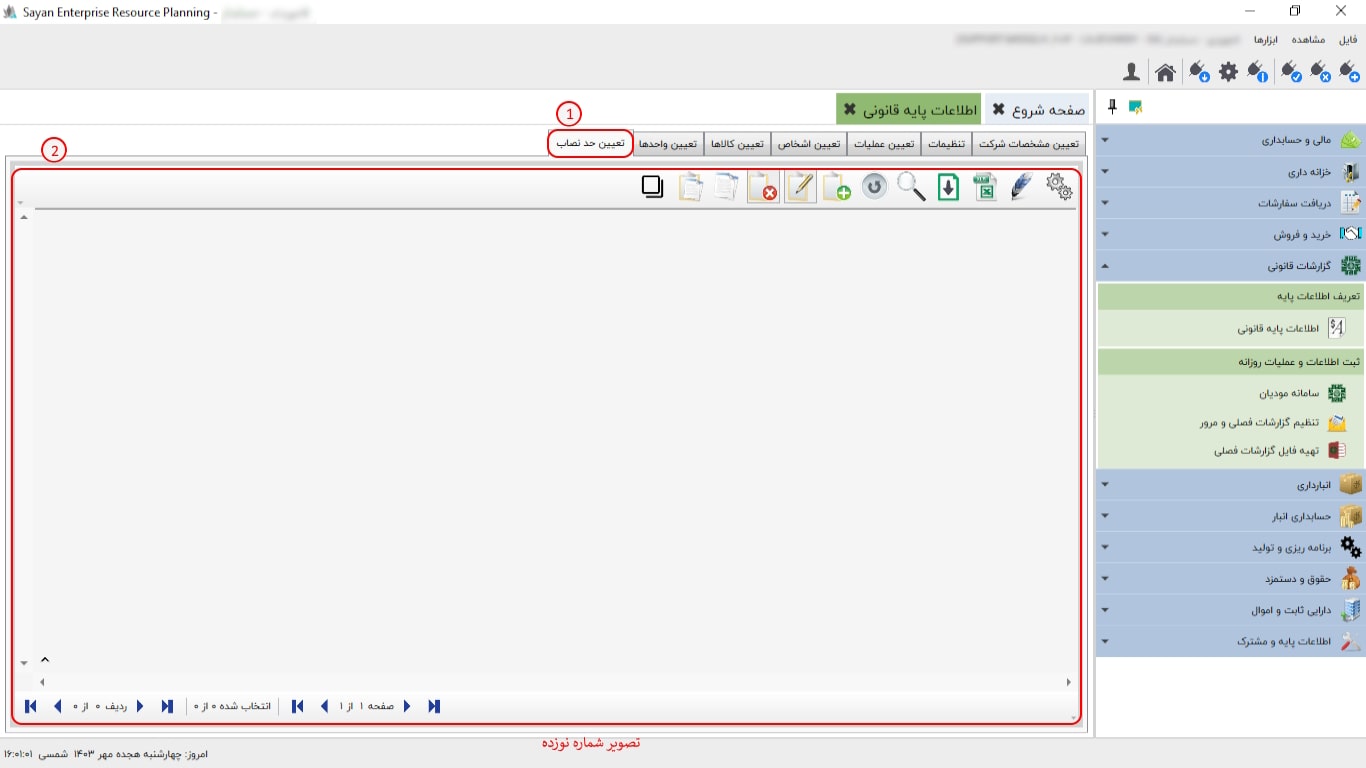 Sayan Enterprise Resource Planning -
فایل مشاهده ابزارها
صفحه شروع
اطلاعات پایه قانونی
1
تعیین مشخصات شرکت
تنظیمات
تعیین عملیات
تعیین اشخاص
تعیین کالاها
تعیین واحدها
تعیین حد نصاب
2
مالی و حسابداری
خزانه داری
دریافت سفارشات
خرید و فروش
گزارشات قانونی
تعریف اطلاعات پایه
اطلاعات پایه قانونی
ثبت اطلاعات و عملیات روزانه
سامانه مودیان
تنظیم گزارشات فصلی و مرور
تهیه فایل گزارشات فصلی
انبارداری
حسابداری انبار
برنامه ریزی و تولید
حقوق و دستمزد
دارایی ثابت و اموال
اطلاعات پایه و مشترک
صفحه ۱ از ۱
انتخاب شده ۰ از ۰
ردیف ۰ از ۰
تصویر شماره نوزده
امروز: چهارشنبه هجده مهر ۱۴۰۳ شمسی ۱۶:۰۱:۰۱